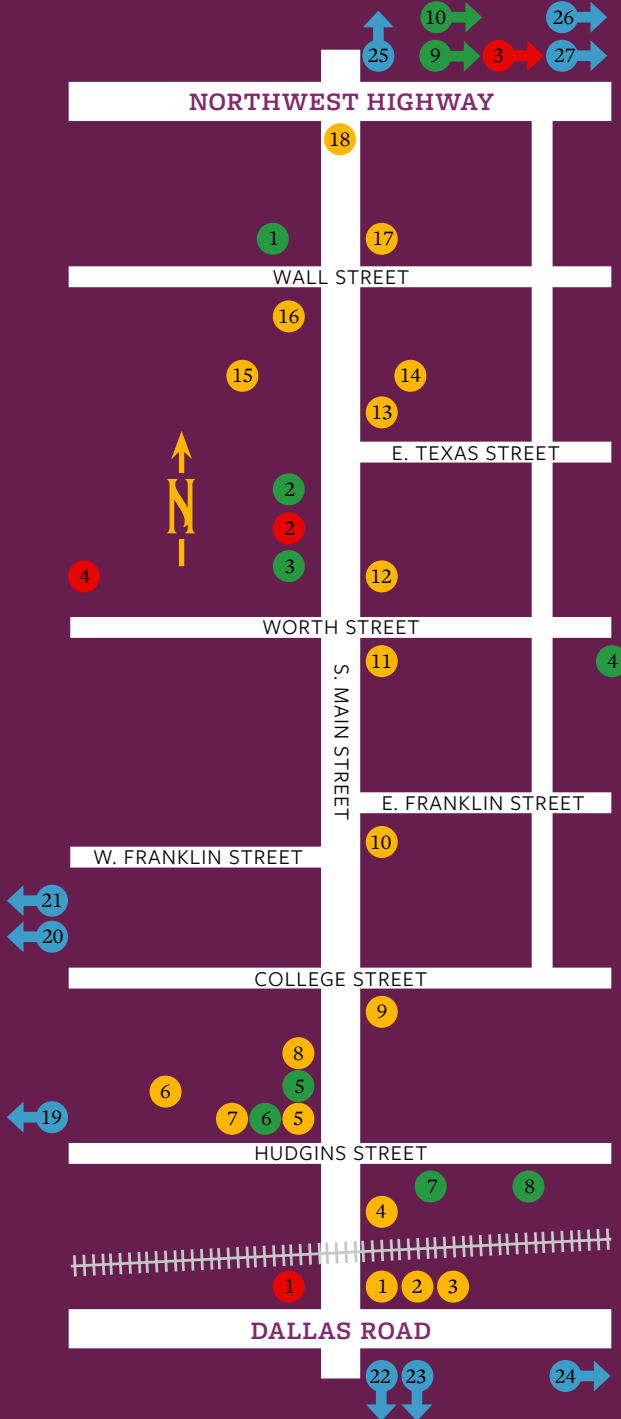 10 26
25 9 3 27
NORTHWEST HIGHWAY
18
1 17
WALL STREET
16
15 14
13
E. TEXAS STREET
2
N
2
3
4 12
WORTH STREET
11 4
S. MAIN STREET
E. FRANKLIN STREET
10
W. FRANKLIN STREET
21
20
COLLEGE STREET
9
8
5
6
19 7 6 5
HUDGINS STREET
7 8
4
1 1 2 3
DALLAS ROAD
22 23 24